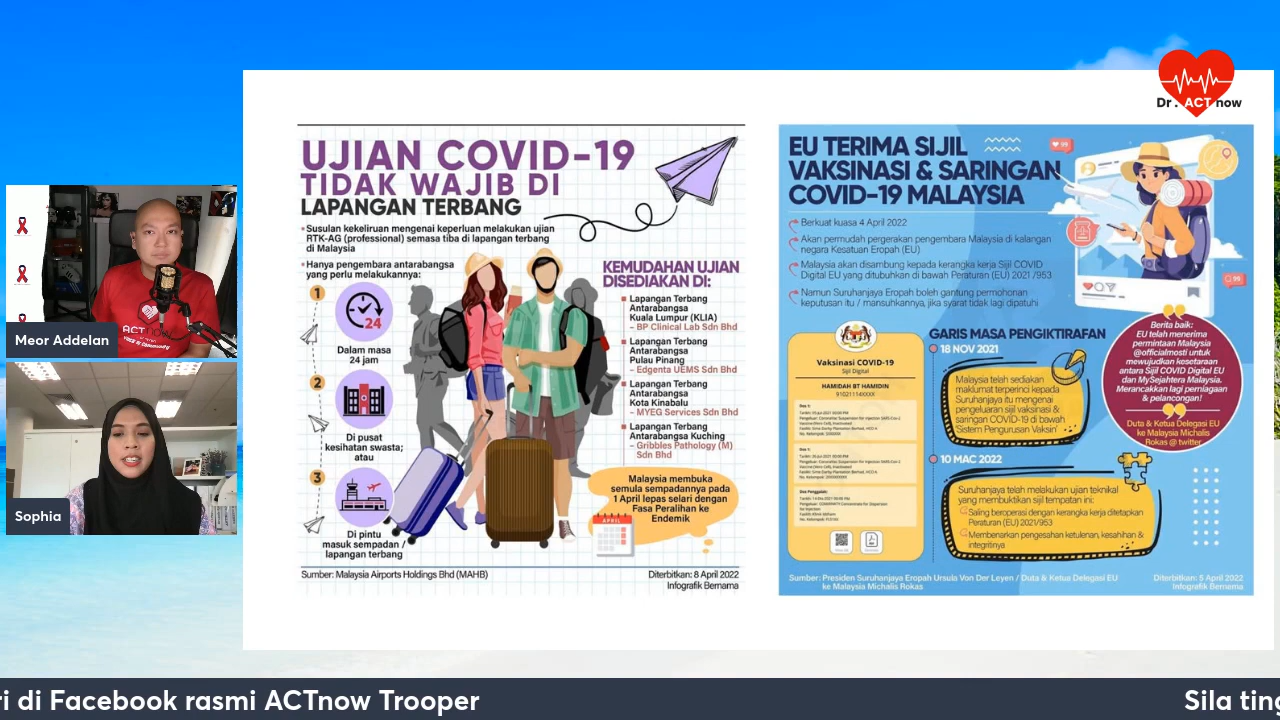 Dr. ACT now
Meor Addelan
Sophia
UJIAN COVID-19
TIDAK WAJIB DI
LAPANGAN TERBANG
•Susulan kekeliruan mengenai keperluan melakukan ujian
RTK-AG (professional) semasa tiba di lapangan terbang
di Malaysia
•Hanya pengembara antarabangsa
yang perlu melakukannya:
1
24
Dalam masa
24 jam
2
Di pusat
kesihatan swasta;
atau
3
Di pintu
masuk sempadan /
lapangan terbang
KEMUDAHAN UJIAN
DISEDIAKAN DI:
Lapangan Terbang
Antarabangsa
Kuala Lumpur (KLIA)
– BP Clinical Lab Sdn Bhd
Lapangan Terbang
Antarabangsa
Pulau Pinang
– Edgenta UEMS Sdn Bhd
Lapangan Terbang
Antarabangsa
Kota Kinabalu
– MYEG Services Sdn Bhd
Lapangan Terbang
Antarabangsa Kuching
– Gribbles Pathology (M)
Sdn Bhd
Malaysia membuka
semula sempadannya pada
1 April lepas selari dengan
Fasa Peralihan ke
Endemik
APRIL
Sumber: Malaysia Airports Holdings Bhd (MAHB)
Diterbitkan: 8 April 2022
Infografik Bernama
EU TERIMA SIJIL
VAKSINASI & SARINGAN
COVID-19 MALAYSIA
Berkuat kuasa 4 April 2022
Akan permudah pergerakan pengembara Malaysia di kalangan
negara Kesatuan Eropah (EU)
Malaysia akan disambung kepada kerangka kerja Sijil COVID
Digital EU yang ditubuhkan di bawah Peraturan (EU) 2021 /953
Namun Suruhanjaya Eropah boleh gantung permohonan
keputusan itu / mansuhkannya, jika syarat tidak lagi dipatuhi
Vaksinasi COVID-19
Sijil Digital
HAMIDAH BT HAMIDIN
91021114XXXX
GARIS MASA PENGIKTIRAFAN
18 NOV 2021
Malaysia telah sediakan
maklumat terperinci kepada
Suruhanjaya itu mengenai
pengeluaran sijil vaksinasi &
saringan COVID-19 di bawah
'Sistem Pengurusan Vaksin'
10 MAC 2022
Suruhanjaya telah melakukan ujian teknikal
yang membuktikan sijil tempatan ini:
Saling beroperasi dengan kerangka kerja ditetapkan
Peraturan (EU) 2021/953
Membenarkan pengesahan ketulenan, kesahihan &
integritinya
Berita baik:
EU telah menerima
permintaan Malaysia
@officialmosti untuk
mewujudkan kesetaraan
antara Sijil COVID Digital EU
dan MySejahtera Malaysia.
Merancakkan lagi perniagaan
& pelancongan!
Duta & Ketua Delegasi EU
ke Malaysia Michalis
Rokas @ twitter
Sumber: Presiden Suruhanjaya Eropah Ursula Von Der Leyen / Duta & Ketua Delegasi EU
ke Malaysia Michalis Rokas
Diterbitkan: 5 April 2022
Infografik Bernama
ri di Facebook rasmi ACTnow Trooper
Sila ting